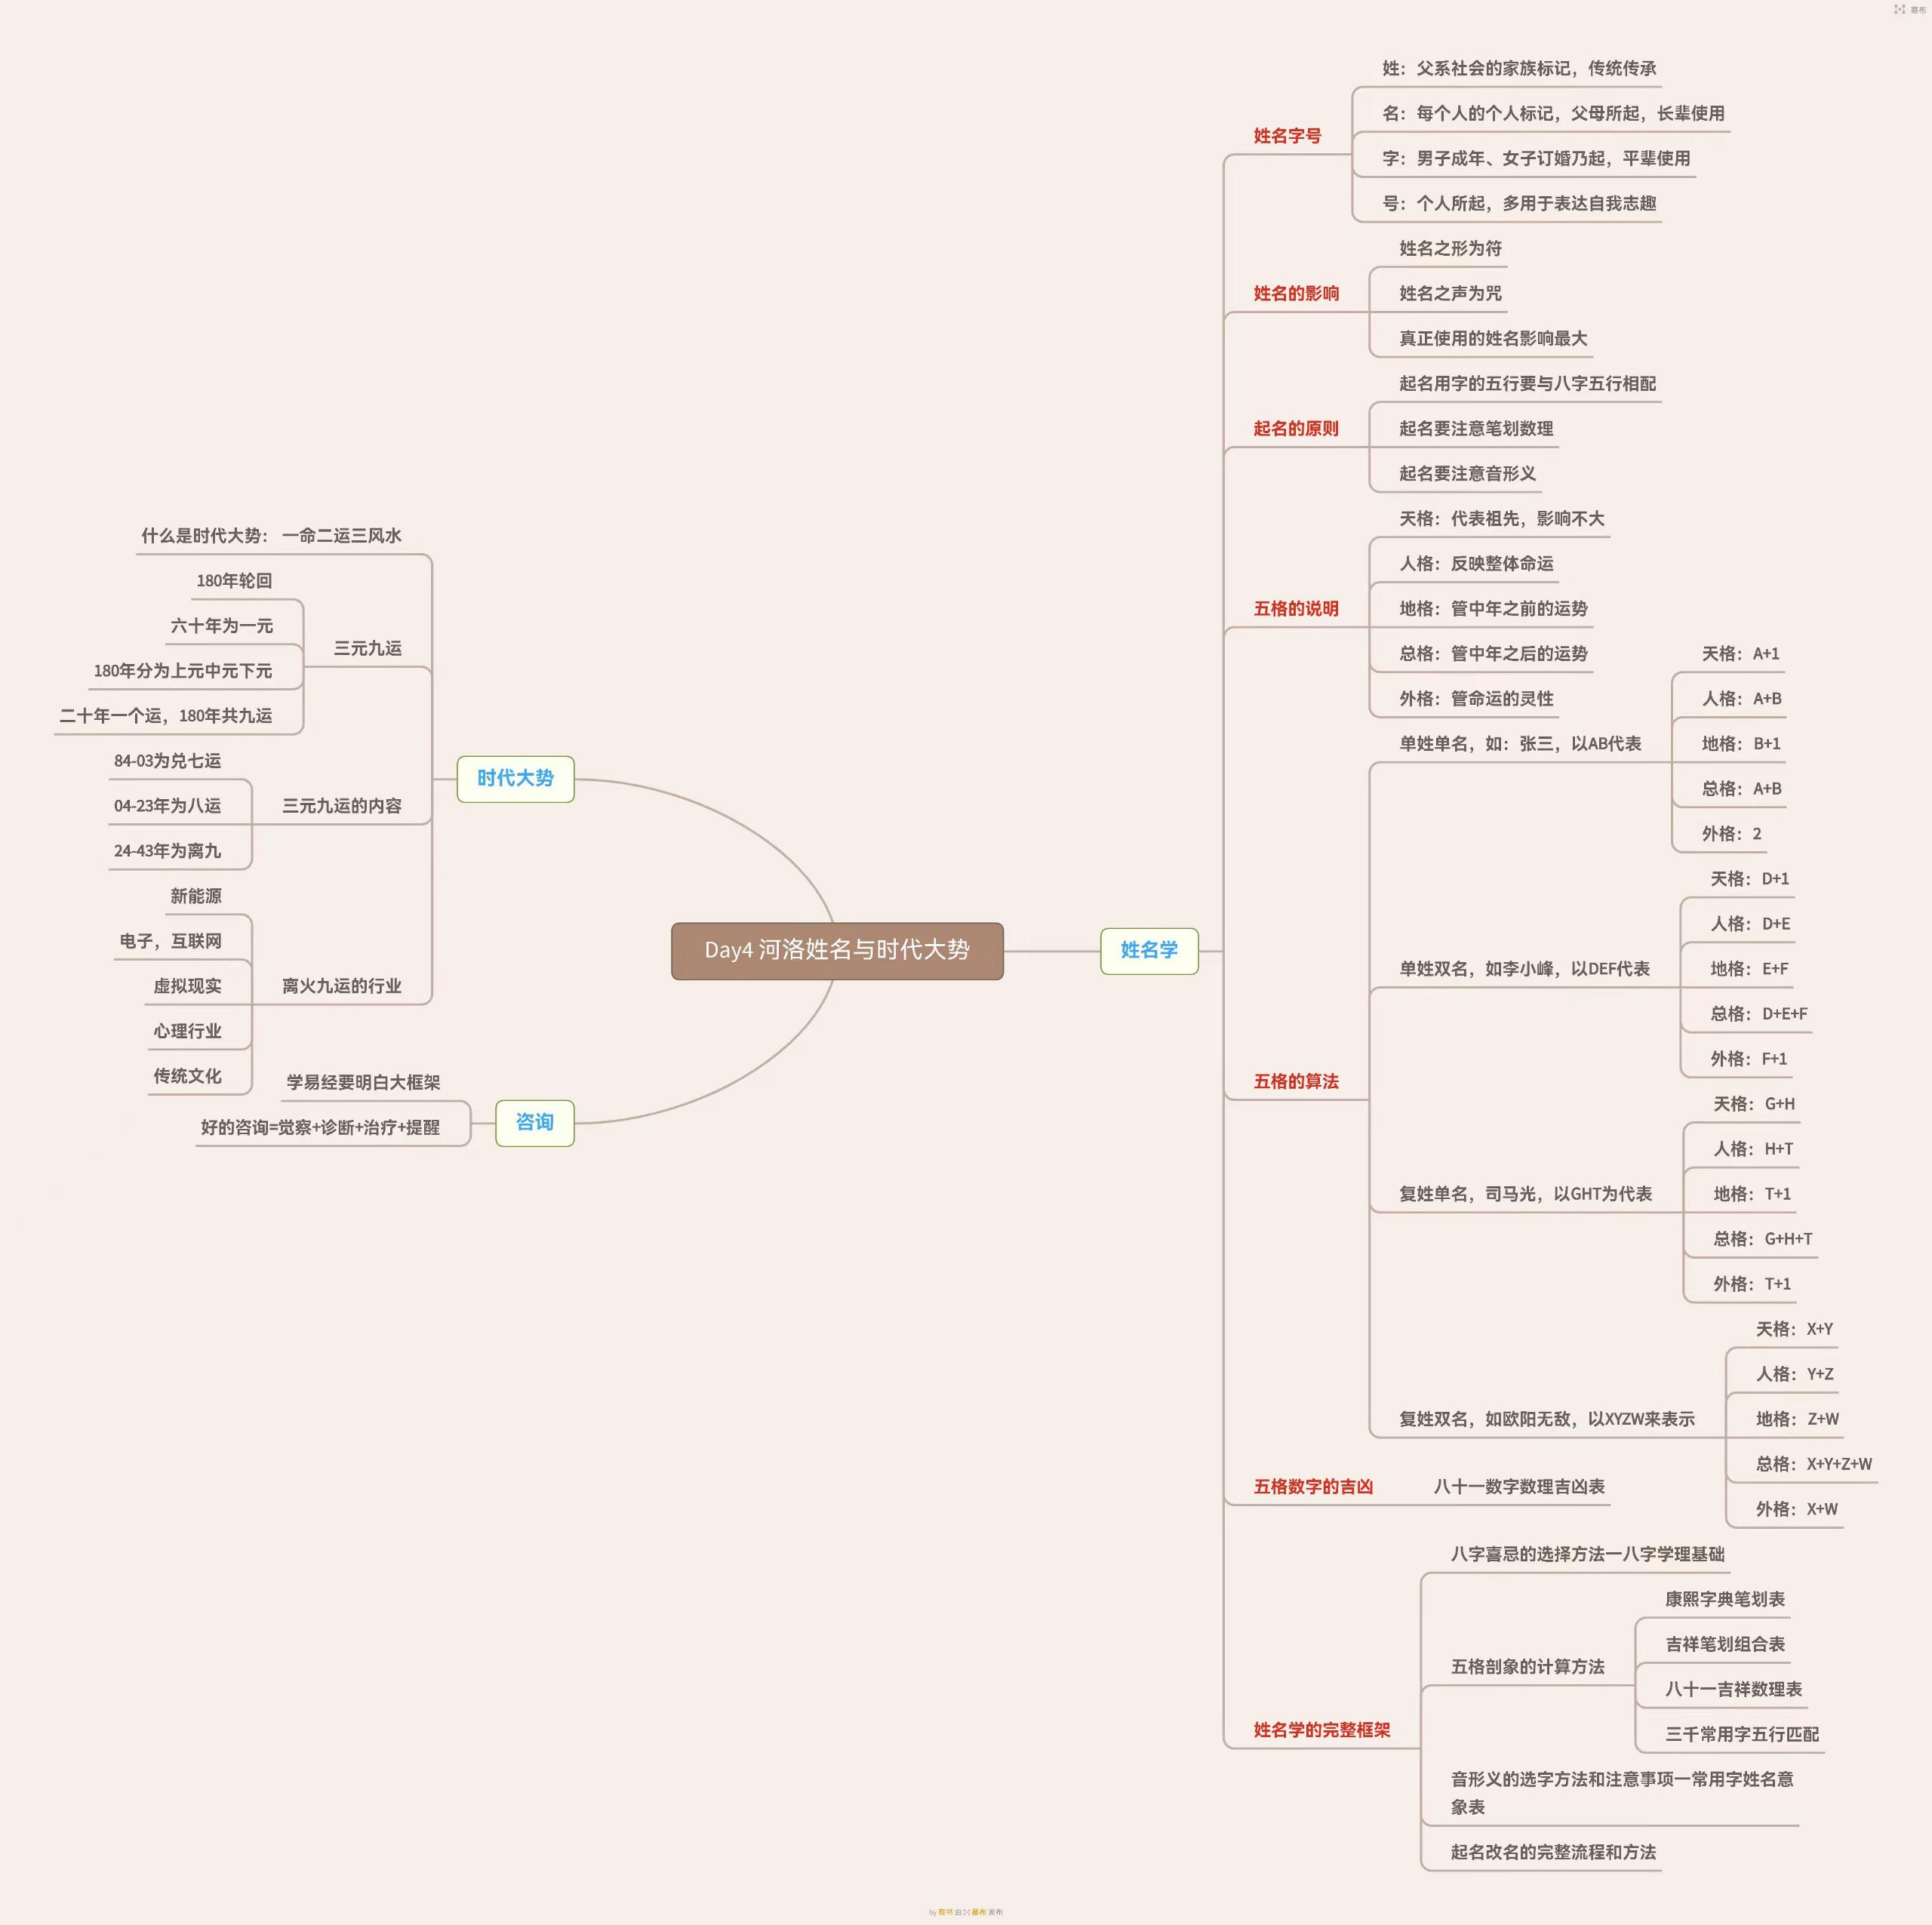 幕布
姓：父系社会的家族标记，传统传承
名：每个人的个人标记，父母所起，长辈使用
姓名字号
字：男子成年、女子订婚乃起，平辈使用
号：个人所起，多用于表达自我志趣
姓名之形为符
姓名的影响
姓名之声为咒
真正使用的姓名影响最大
起名用字的五行要与八字五行相配
起名的原则
起名要注意笔划数理
起名要注意音形义
天格：代表祖先，影响不大
人格：反映整体命运
五格的说明
地格：管中年之前的运势
总格：管中年之后的运势
外格：管命运的灵性
单姓单名，如：张三，以AB代表
天格：A+1
人格：A+B
地格：B+1
总格：A+B
外格：2
单姓双名，如李小峰，以DEF代表
天格：D+1
人格：D+E
地格：E+F
总格：D+E+F
外格：F+1
五格的算法
复姓单名，司马光，以GHT为代表
天格：G+H
人格：H+T
地格：T+1
总格：G+H+T
外格：T+1
复姓双名，如欧阳无敌，以XYZW来表示
天格：X+Y
人格：Y+Z
地格：Z+W
总格：X+Y+Z+W
外格：X+W
五格数字的吉凶
八十一数字数理吉凶表
八字喜忌的选择方法一八字学理基础
五格剖象的计算方法
康熙字典笔划表
吉祥笔划组合表
八十一吉祥数理表
三千常用字五行匹配
姓名学的完整框架
音形义的选字方法和注意事项一常用字姓名意
象表
起名改名的完整流程和方法
姓名学
Day4 河洛姓名与时代大势
时代大势
什么是时代大势： 一命二运三风水
180年轮回
六十年为一元
三元九运
180年分为上元中元下元
二十年一个运，180年共九运
84-03为兑七运
04-23年为八运
三元九运的内容
24-43年为离九
新能源
电子，互联网
虚拟现实
离火九运的行业
心理行业
传统文化
学易经要明白大框架
咨询
好的咨询=觉察+诊断+治疗+提醒